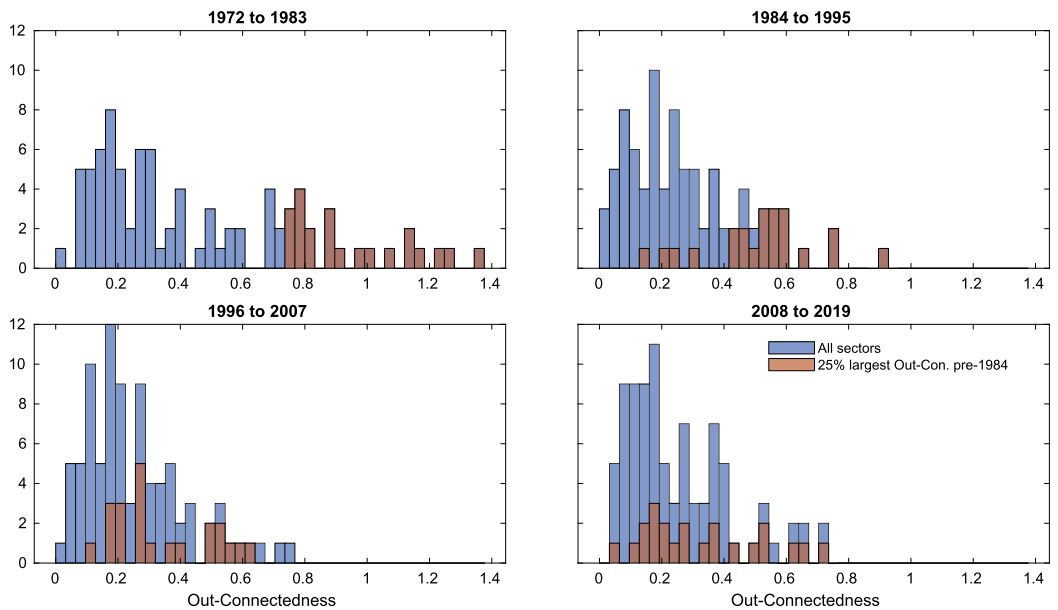 1972 to 1983
12
10
8
6
4
2
0
0 0.2 0.4 0.6 0.8 1 1.2 1.4
1984 to 1995
0 0.2 0.4 0.6 0.8 1 1.2 1.4
1996 to 2007
12
10
8
6
4
2
0
0 0.2 0.4 0.6 0.8 1 1.2 1.4
Out-Connectedness
2008 to 2019
All sectors
25% largest Out-Con. pre-1984
0 0.2 0.4 0.6 0.8 1 1.2 1.4
Out-Connectedness